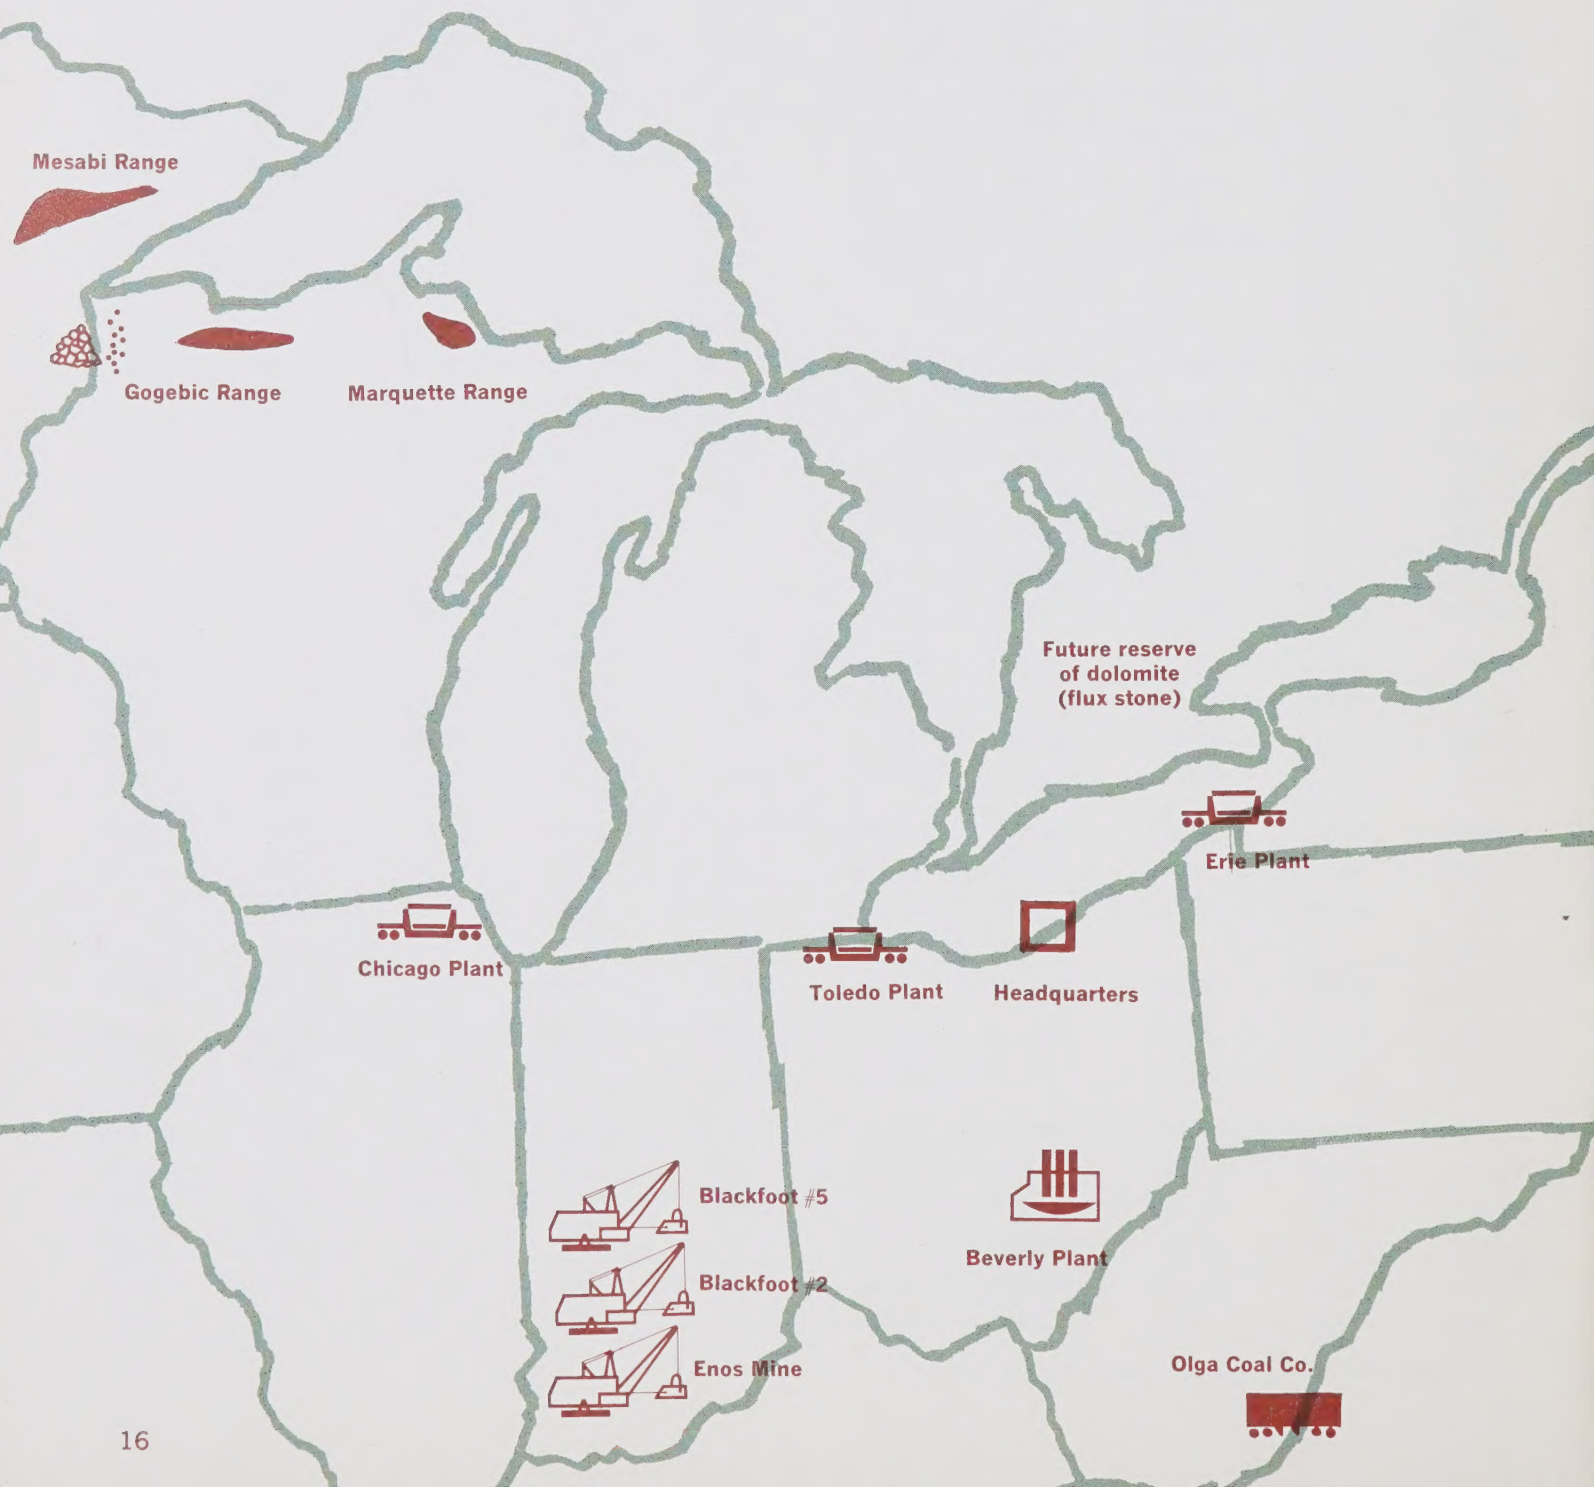 Mesabi Range
Gogebic Range
Marquette Range
Future reserve
of dolomite
(flux stone)
Erie Plant
Chicago Plant
Toledo Plant
Headquarters
Blackfoot #5
Beverly Plant
Blackfoot #2
Enos Mine
Olga Coal Co.
16